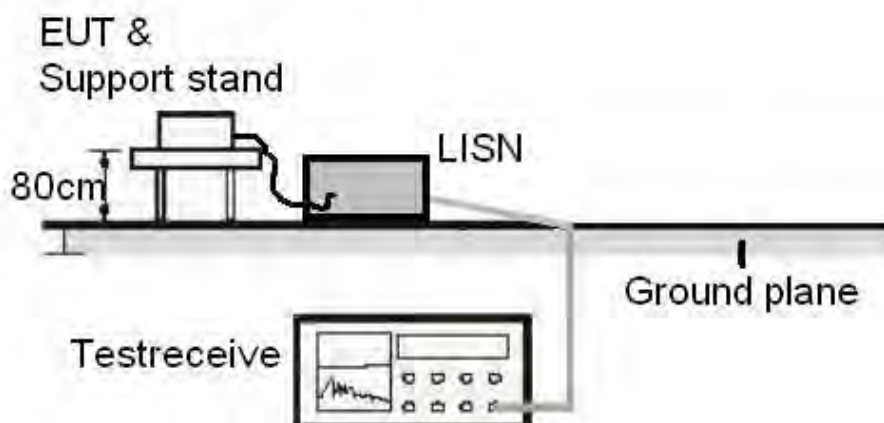 EUT &
Support stand
LISN
80cm
Ground plane
Testreceive